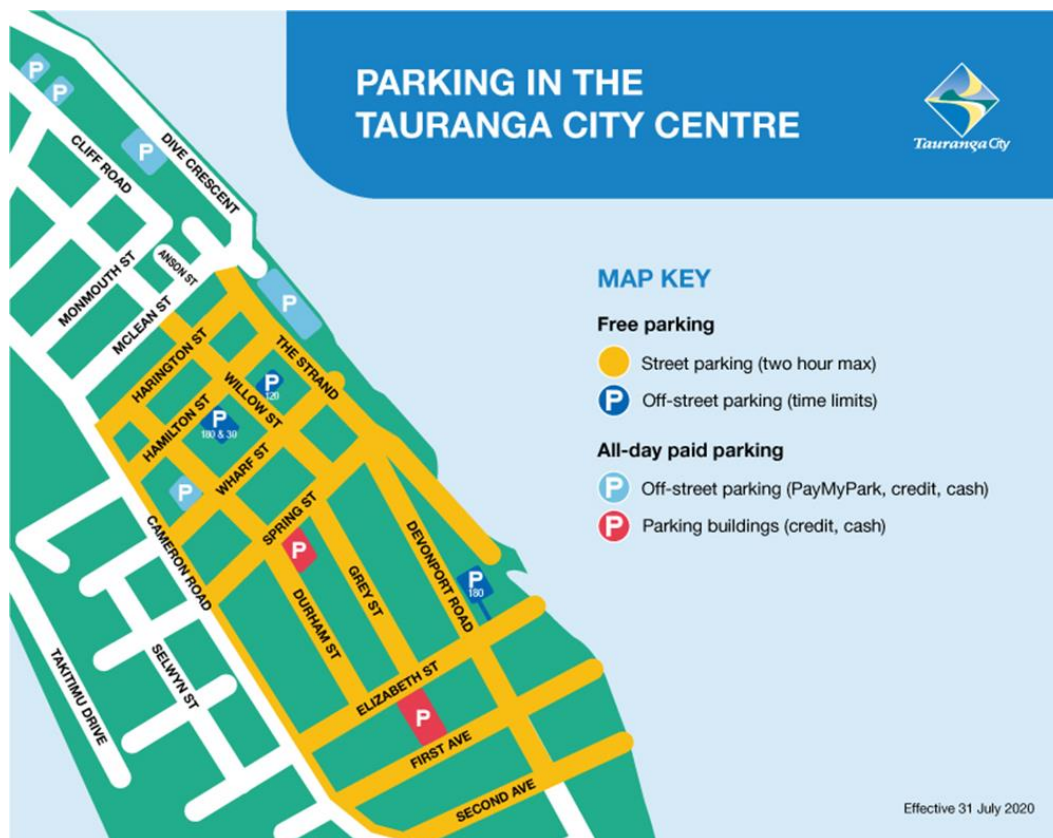 PARKING IN THE
TAURANGA CITY CENTRE
Tauranga City
MAP KEY
Free parking
Street parking (two hour max)
P Off-street parking (time limits)
All-day paid parking
P Off-street parking (PayMyPark, credit, cash)
P Parking buildings (credit, cash)
P
P
P
CLIFF ROAD
DIVE CRESCENT
MONMOUTH ST
ANSON ST
MCLEAN ST
P
HARINGTON ST
THE STRAND
HAMILTON ST
WILLOW ST
P
120
P
180 & 30
WHARF ST
P
SPRING ST
CAMERON ROAD
P
DURHAM ST
GREY ST
DEVONPORT ROAD
P
180
TAKITIMU DRIVE
SELWYN ST
ELIZABETH ST
P
FIRST AVE
SECOND AVE
Effective 31 July 2020